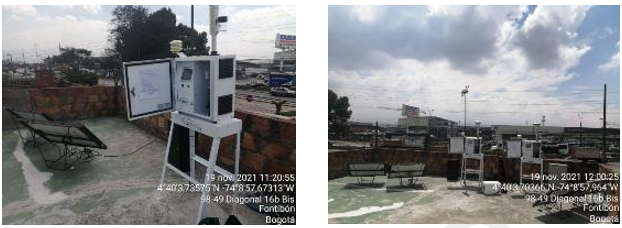 19 nov. 2021 11:20:55
4°40'3,73575"N -74°8'57,67313"W
98-49 Diagonal 16b Bis
Fontibón
Bogotá
19 nov. 2021 12:00:25
4°40'3,70366"N -74°8'57,964"W
98-49 Diagonal 16b Bis
Fontibón
Bogotá